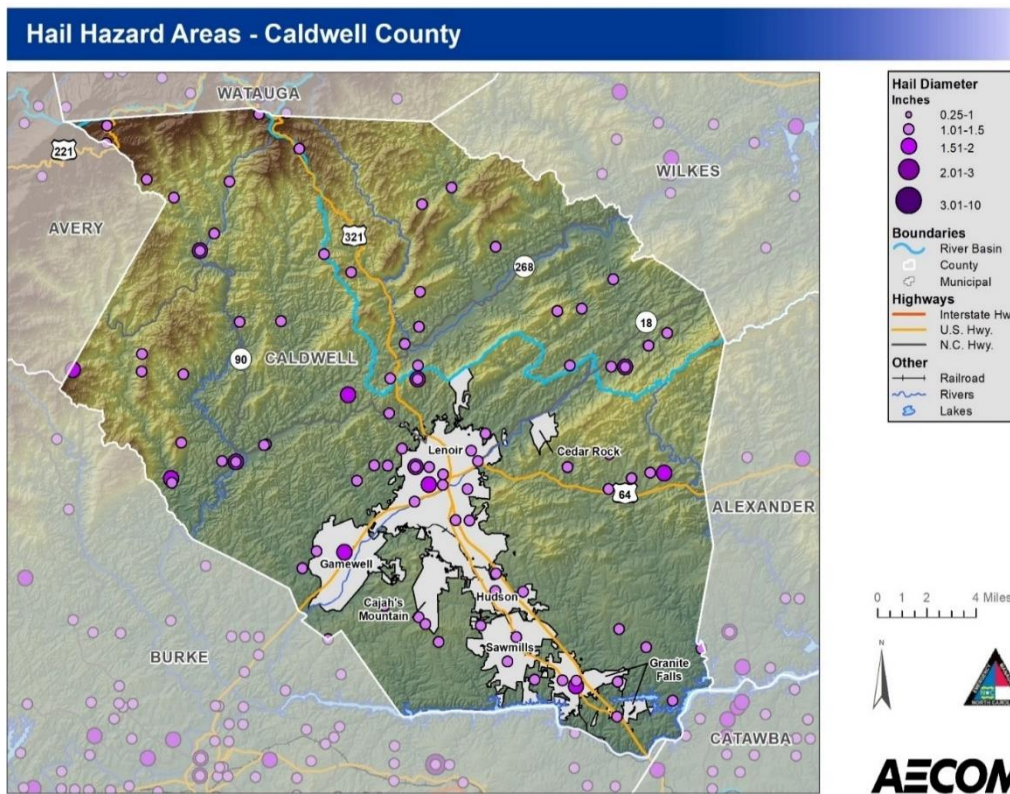 Hail Hazard Areas - Caldwell County
WATAUGA
221
WILKES
AVERY
321
268
18
90
CALDWELL
Lenoir
Cedar Rock
64
ALEXANDER
Gamewell
Cajah's
Mountain
Hudson
BURKE
Sawmills
Granite
Falls
CATAWBA
Hail Diameter
Inches
0.25-1
1.01-1.5
1.51-2
2.01-3
3.01-10
Boundaries
River Basin
County
Municipal
Highways
Interstate Hw
U.S. Hwy.
N.C. Hwy.
Other
Railroad
Rivers
Lakes
0 1 2 4 Miles
N
NORTH CAROL
AECOM